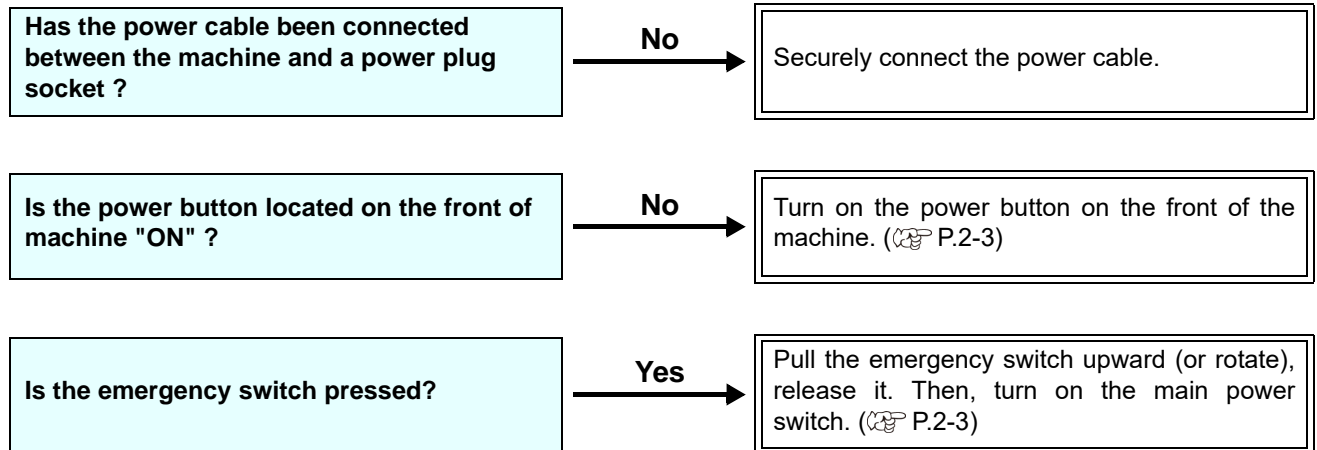 Has the power cable been connected
between the machine and a power plug
socket ?
No
Securely connect the power cable.
Is the power button located on the front of
machine "ON" ?
No
Turn on the power button on the front of the
machine. (☞ P.2-3)
Is the emergency switch pressed?
Yes
Pull the emergency switch upward (or rotate),
release it. Then, turn on the main power
switch. (☞ P.2-3)